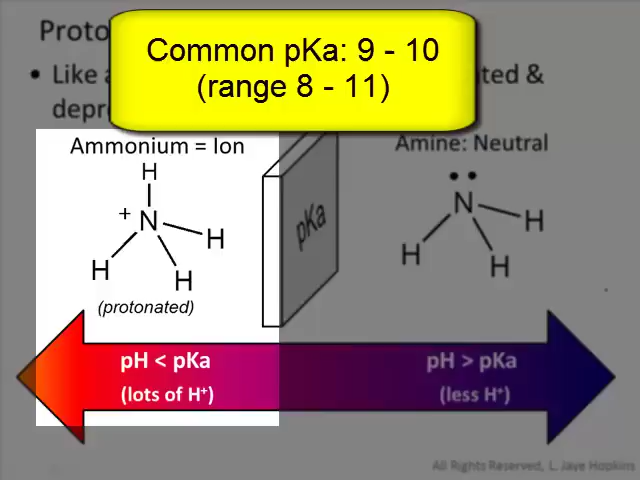 Proto
Common pKa: 9 - 10
(range 8 - 11)
• Like
ted &
depr
Ammonium = Ion
Amine: Neutral
H
+
N
H
H
H
(protonated)
pKa
N
H
H
H
pH < pKa
(lots of H⁺)
pH > pKa
(less H⁺)
All Rights Reserved, L. Jaye Hopkins